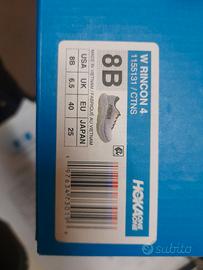 W RINCON 4
1155131 / CTNS
8B
MADE IN VIETNAM / FABRIQUÉ AU VIETNAM
USA UK EU JAPAN
8B 6.5 40 25
HOKA
subito